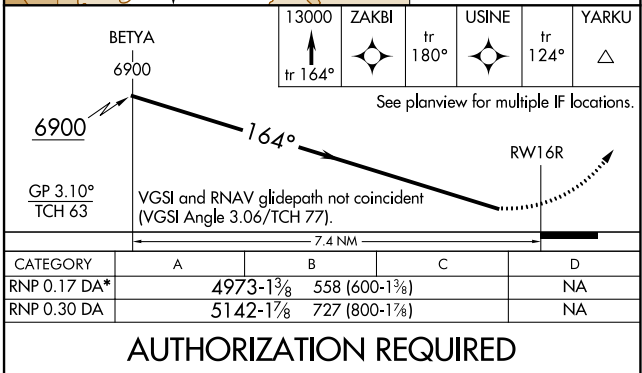 BETYA
6900
6900
13000
tr 164°
ZAKBI
tr
180°
USINE
tr
124°
YARKU
See planview for multiple IF locations.
164°
RW16R
GP 3.10°
TCH 63
VGSI and RNAV glidepath not coincident
(VGSI Angle 3.06/TCH 77).
7.4 NM
CATEGORY A B C D
RNP 0.17 DA* 4973-1⅜ 558 (600-1⅜) NA
RNP 0.30 DA 5142-1⅞ 727 (800-1⅞) NA
AUTHORIZATION REQUIRED